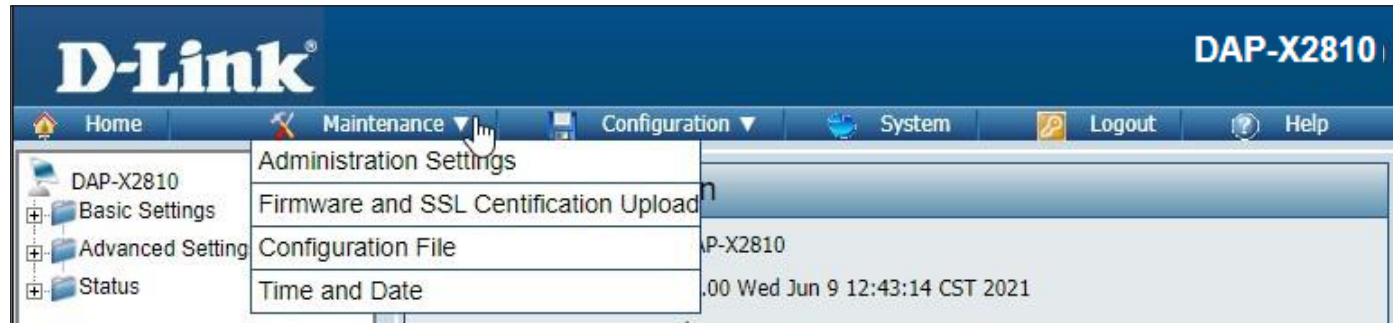 D-Link®
DAP-X2810
Home Maintenance ▼ Configuration ▼ System Logout Help
DAP-X2810
Basic Settings
Advanced Setting
Status
Administration Settings
Firmware and SSL Centification Upload
Configuration File
Time and Date
n
AP-X2810
.00 Wed Jun 9 12:43:14 CST 2021